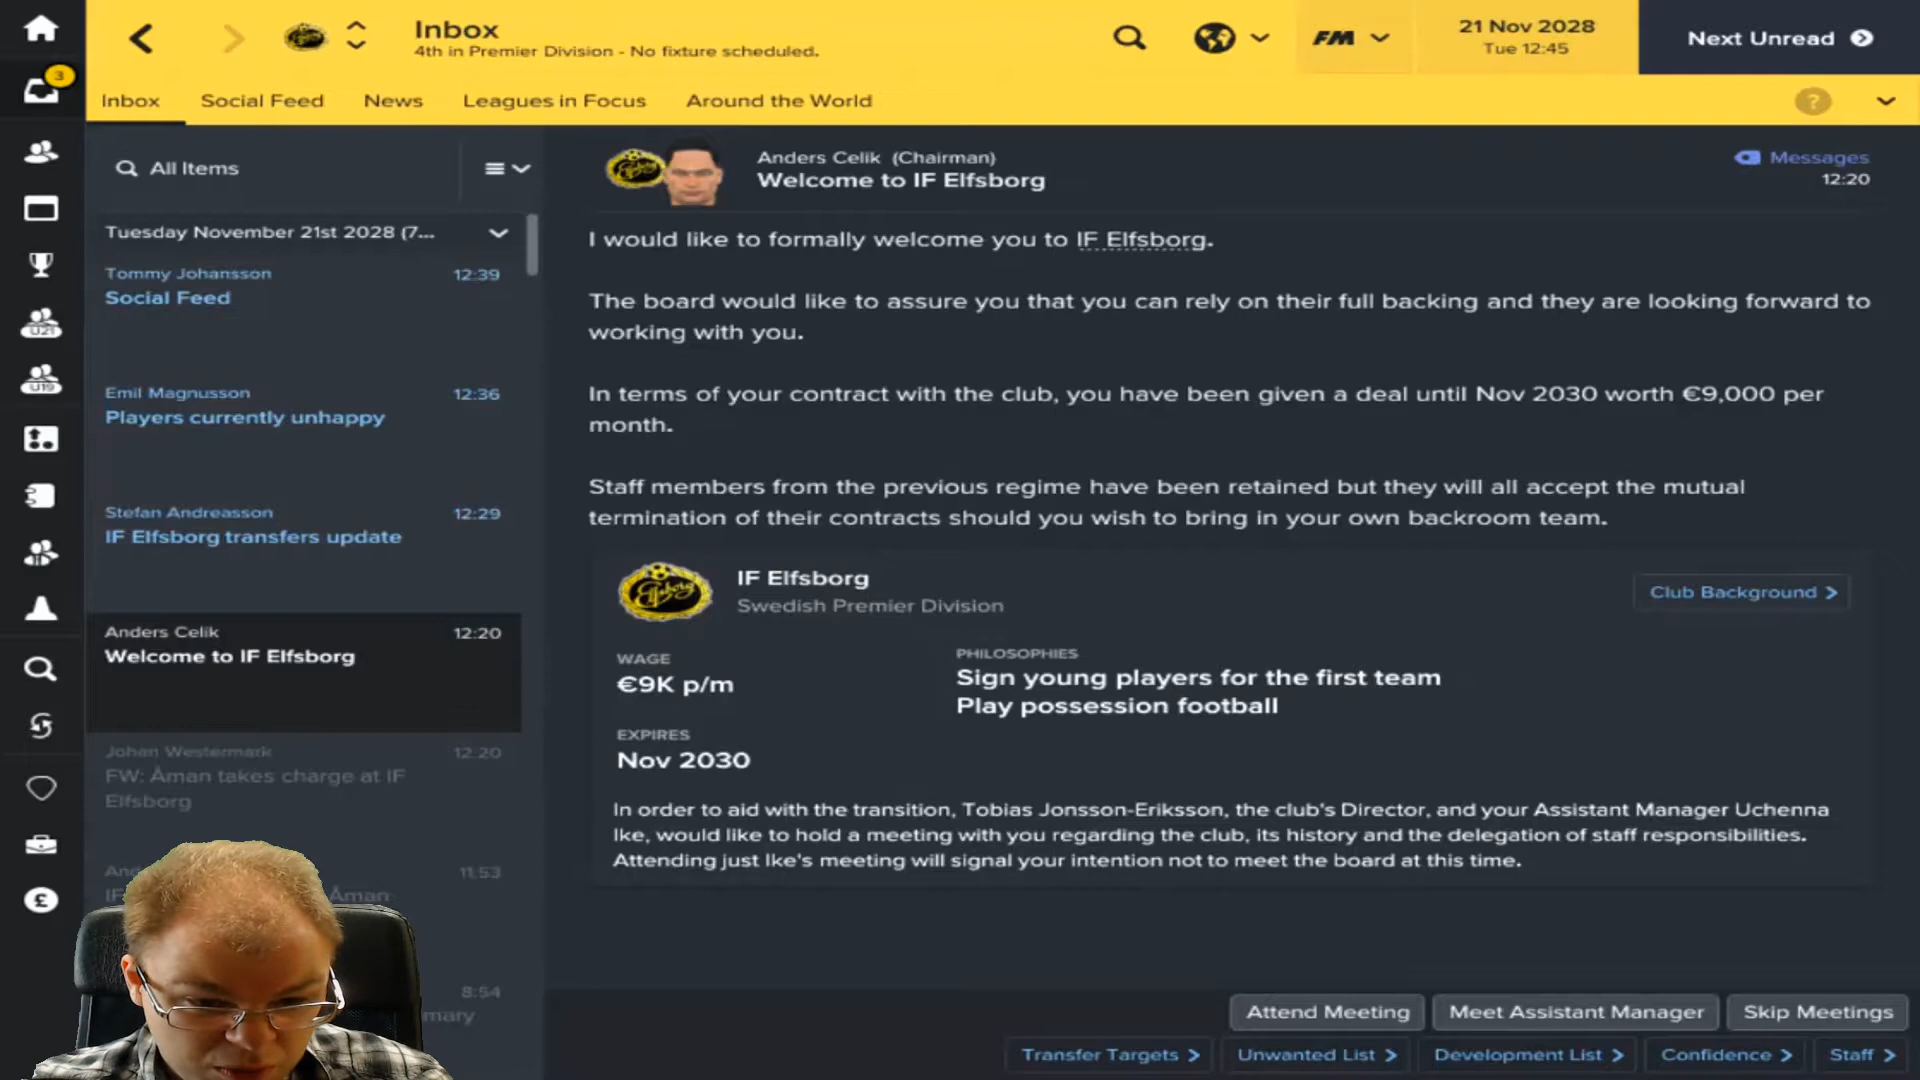 Inbox
4th in Premier Division - No fixture scheduled.
FM
21 Nov 2028
Tue 12:45
Next Unread
3
Inbox
Social Feed
News
Leagues in Focus
Around the World
?
All Items
Tuesday November 21st 2028 (7...
Tommy Johansson
12:39
Social Feed
Emil Magnusson
12:36
Players currently unhappy
Stefan Andreasson
12:29
IF Elfsborg transfers update
Anders Celik
12:20
Welcome to IF Elfsborg
Johan Westermark
12:20
FW: Åman takes charge at IF
Elfsborg
11:53
Åman
8:54
U21
U19
£
Anders Celik (Chairman)
Welcome to IF Elfsborg
Messages
12:20
I would like to formally welcome you to IF Elfsborg.
The board would like to assure you that you can rely on their full backing and they are looking forward to
working with you.
In terms of your contract with the club, you have been given a deal until Nov 2030 worth €9,000 per
month.
Staff members from the previous regime have been retained but they will all accept the mutual
termination of their contracts should you wish to bring in your own backroom team.
Elfsborg
IF Elfsborg
Swedish Premier Division
Club Background
WAGE
€9K p/m
PHILOSOPHIES
Sign young players for the first team
Play possession football
EXPIRES
Nov 2030
In order to aid with the transition, Tobias Jonsson-Eriksson, the club's Director, and your Assistant Manager Uchenna
Ike, would like to hold a meeting with you regarding the club, its history and the delegation of staff responsibilities.
Attending just Ike's meeting will signal your intention not to meet the board at this time.
Attend Meeting
Meet Assistant Manager
Skip Meetings
Transfer Targets
Unwanted List
Development List
Confidence
Staff